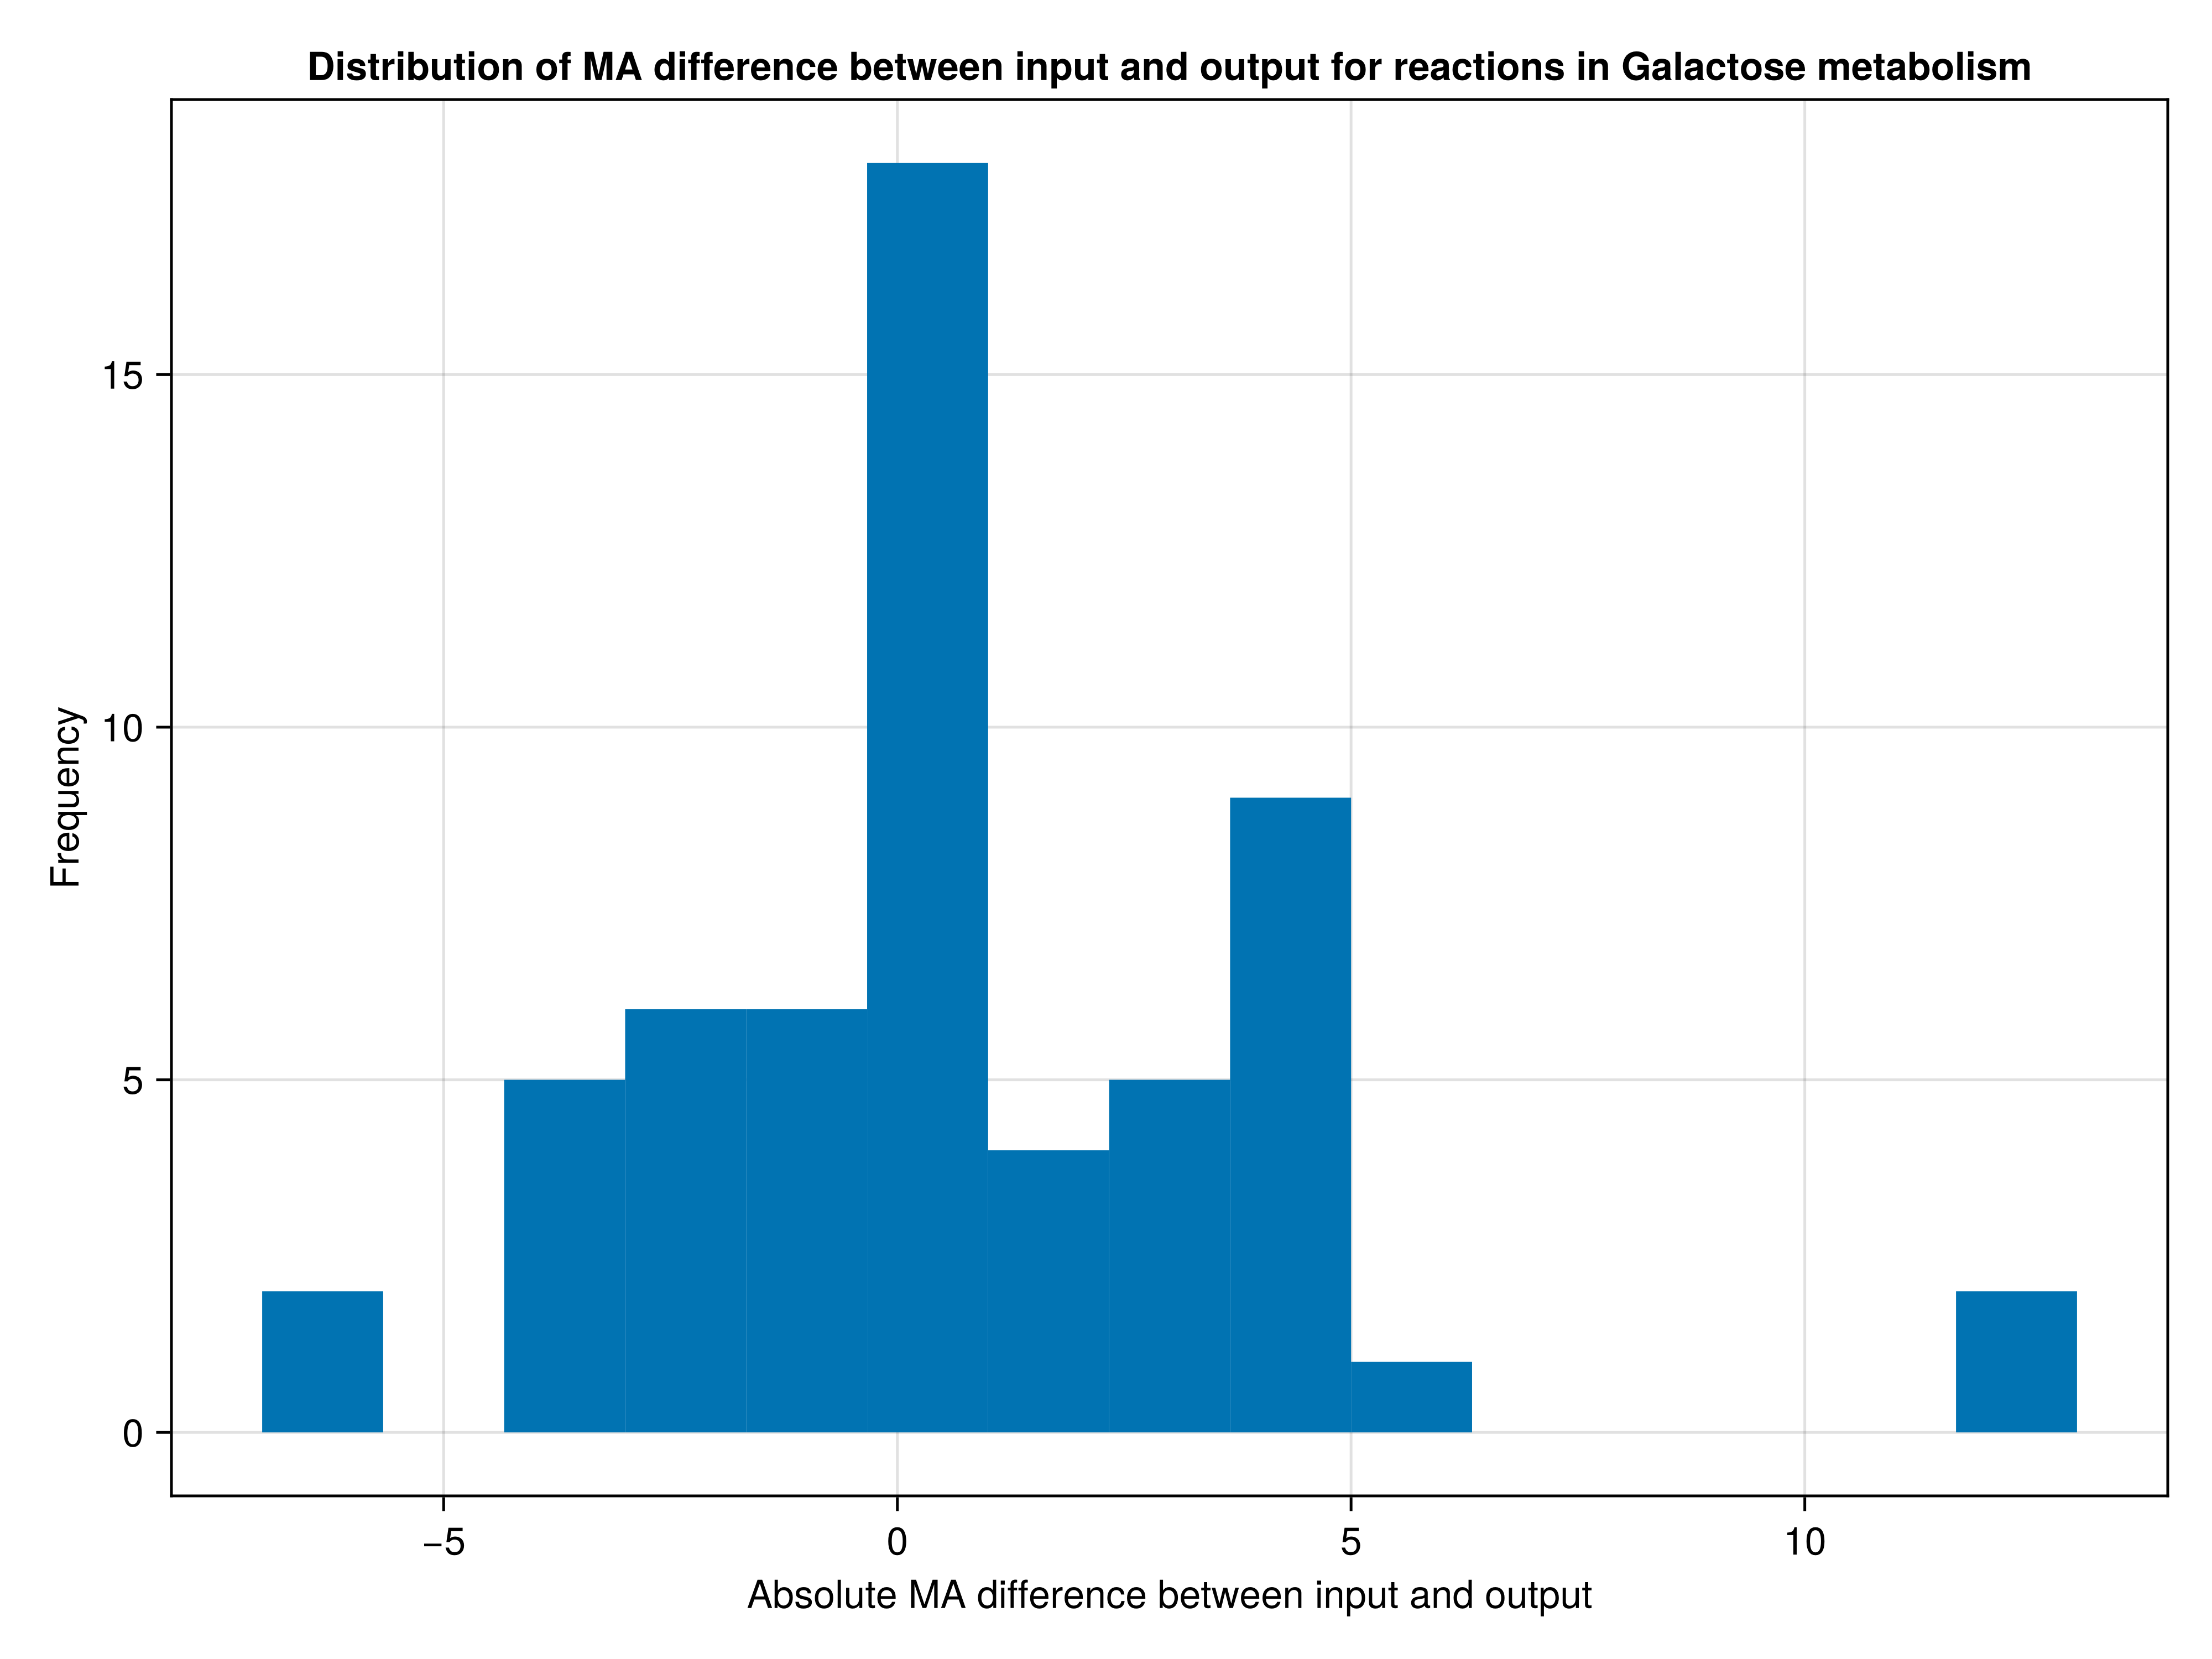 Distribution of MA difference between input and output for reactions in Galactose metabolism
15
10
5
0
Frequency
−5
0
5
10
Absolute MA difference between input and output